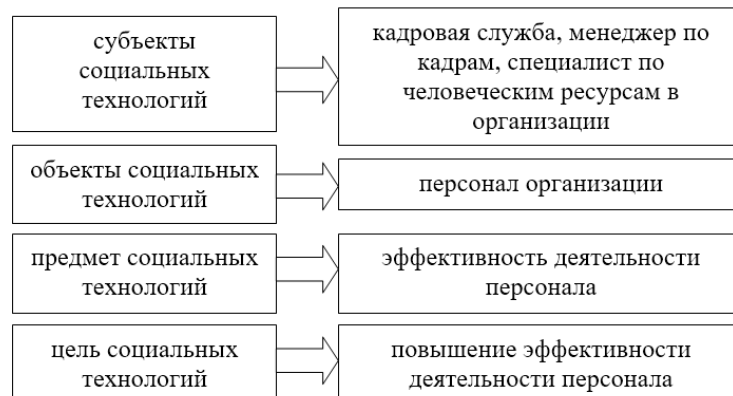 субъекты
социальных
технологий
кадровая служба, менеджер по
кадрам, специалист по
человеческим ресурсам в
организации
объекты социальных
технологий
персонал организации
предмет социальных
технологий
эффективность деятельности
персонала
цель социальных
технологий
повышение эффективности
деятельности персонала